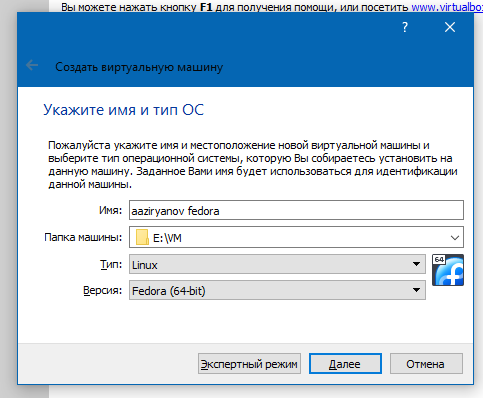 Вы можете нажать кнопку F1 для получения помощи, или посетить www.virtualbo
?
Создать виртуальную машину
Укажите имя и тип ОС
Пожалуйста укажите имя и местоположение новой виртуальной машины и
выберите тип операционной системы, которую Вы собираетесь установить на
данную машину. Заданное Вами имя будет использоваться для идентификации
данной машины.
Имя: aaziryanov fedora
Папка машины: E:\VM
Тип: Linux
64
Версия: Fedora (64-bit)
Экспертный режим Далее Отмена